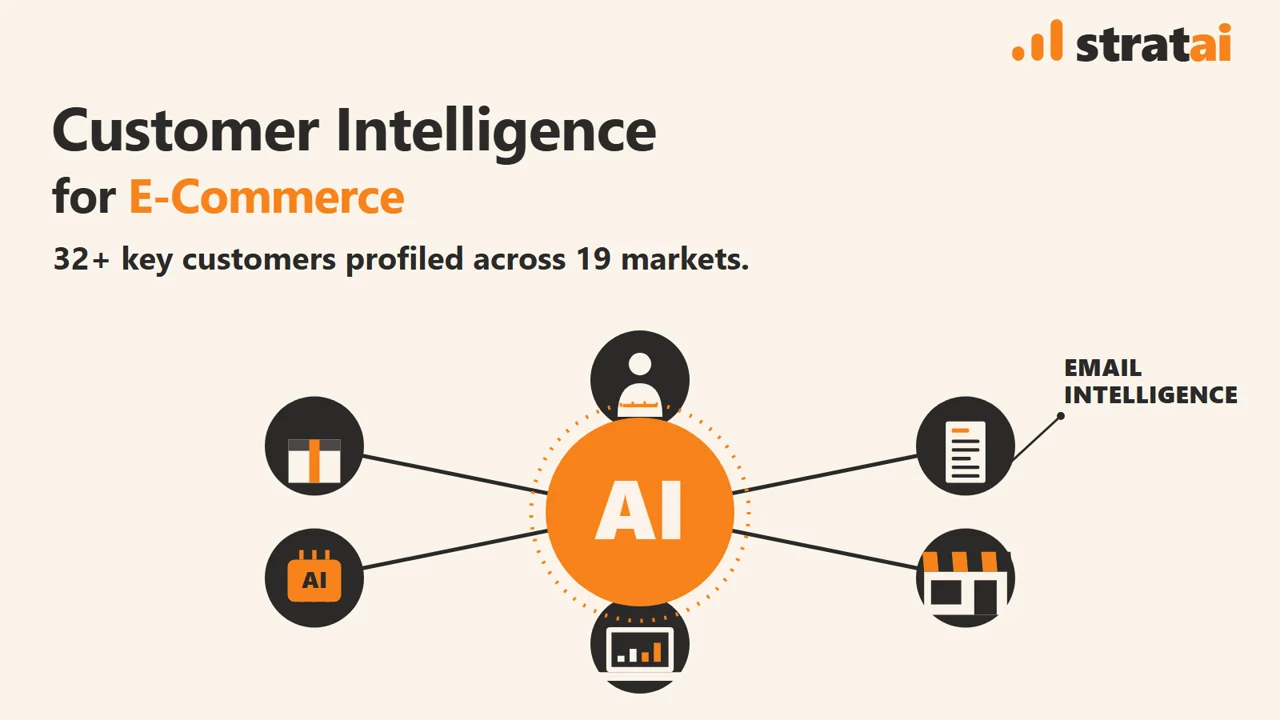 stratai
Customer Intelligence
for E-Commerce
32+ key customers profiled across 19 markets.
EMAIL
INTELLIGENCE
AI
AI